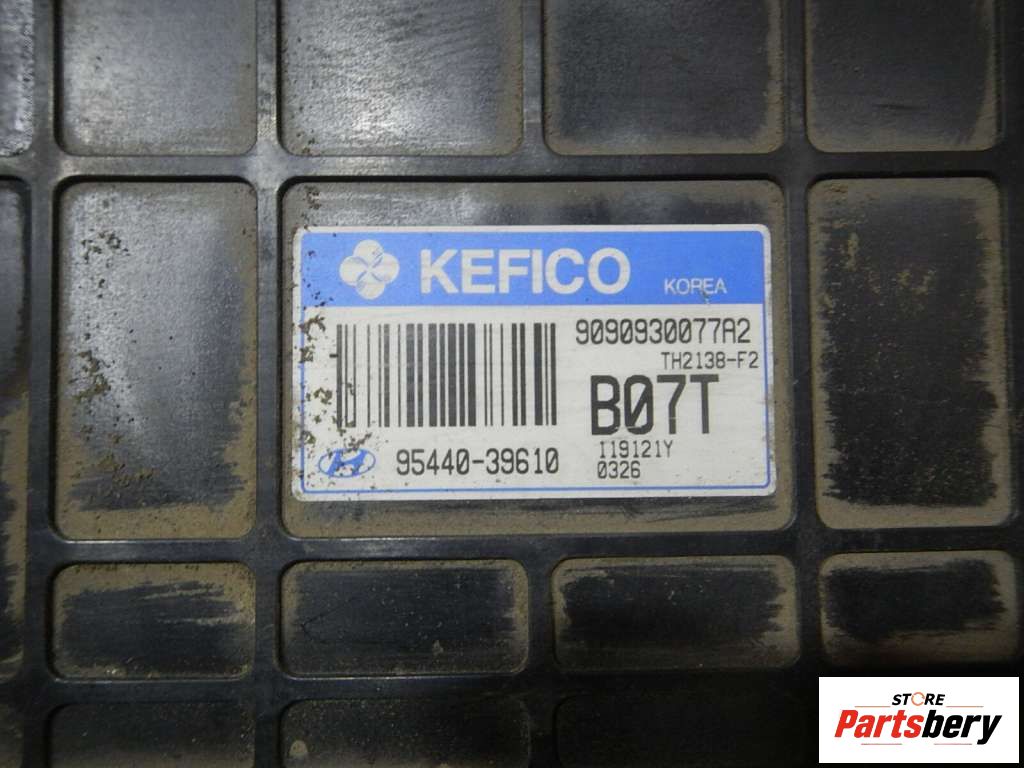 KEFICO KOREA
9090930077A2
TH2138-F2
B07T
95440-39610
I19121Y
0326
STORE
Partsbery